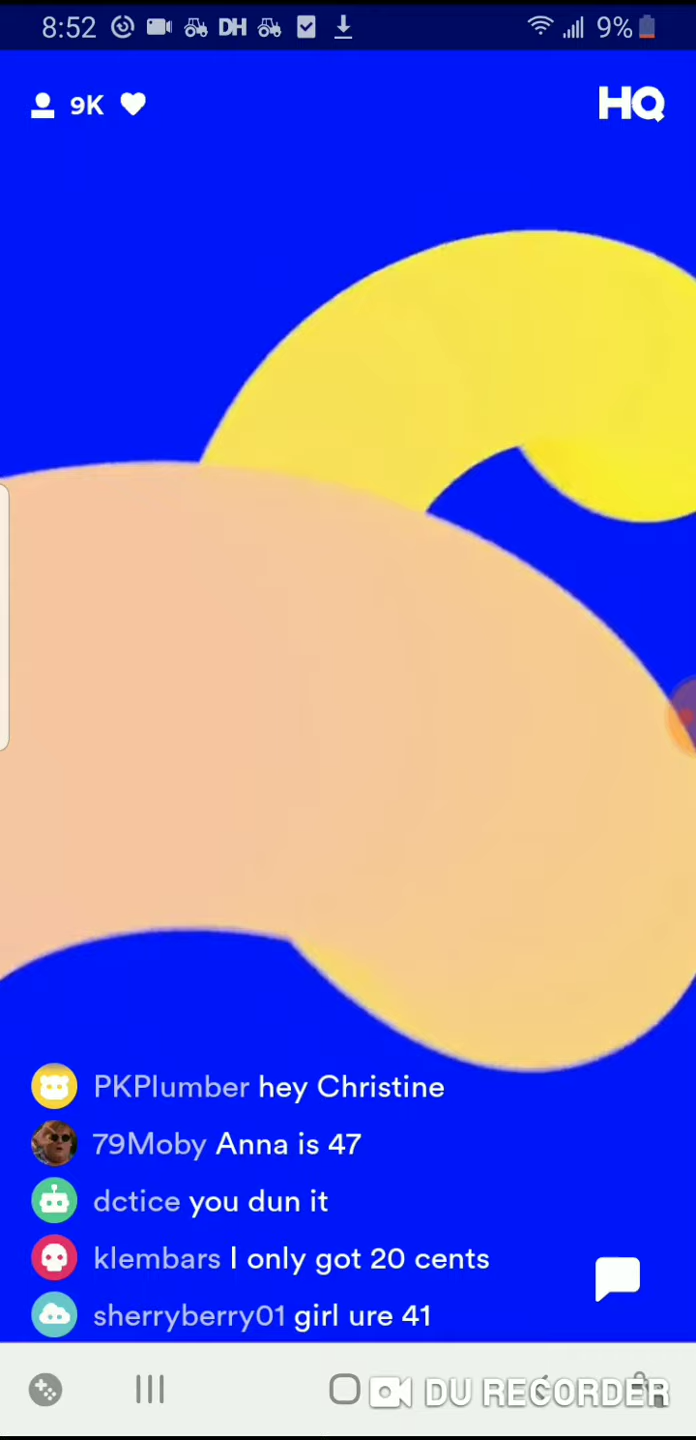 8:52 DH 9%
9K HQ
PKPlumber hey Christine
79Moby Anna is 47
dctice you dun it
klembars I only got 20 cents
sherryberry01 girl ure 41
DU RECORDER